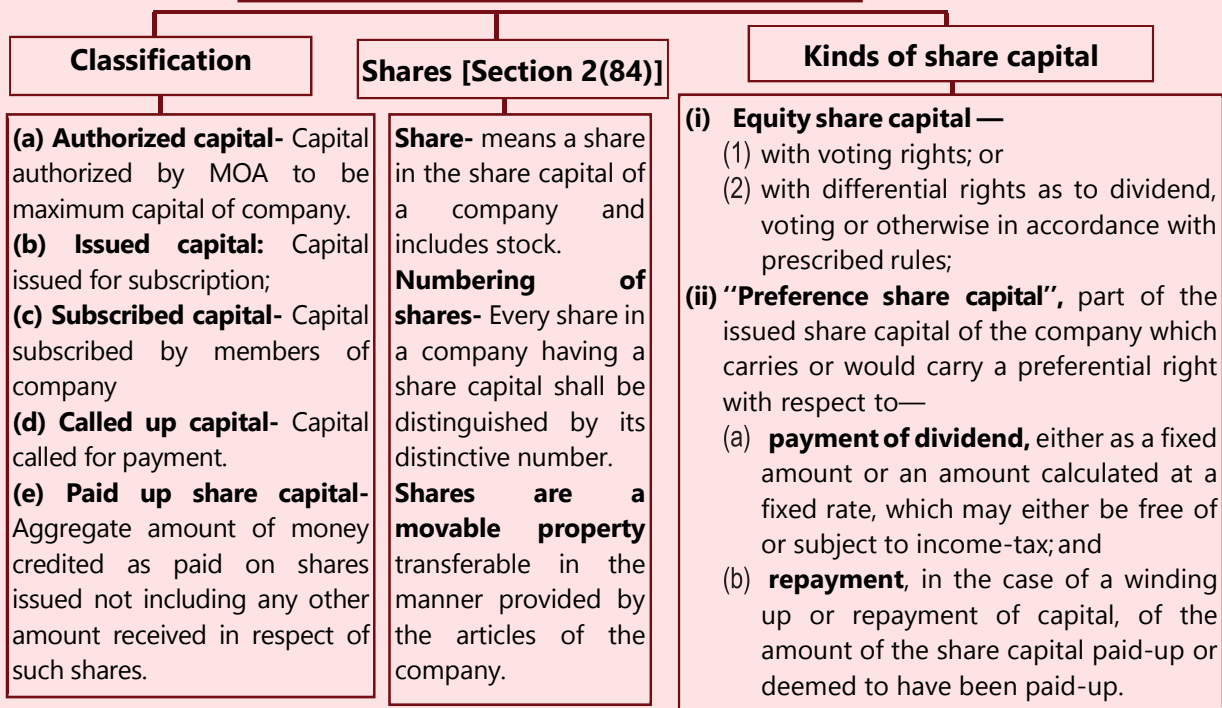 Classification
(a) Authorized capital- Capital
authorized by MOA to be
maximum capital of company.
(b) Issued capital: Capital
issued for subscription;
(c) Subscribed capital- Capital
subscribed by members of
company
(d) Called up capital- Capital
called for payment.
(e) Paid up share capital-
Aggregate amount of money
credited as paid on shares
issued not including any other
amount received in respect of
such shares.
Shares [Section 2(84)]
Share- means a share
in the share capital of
a company and
includes stock.
Numbering of
shares- Every share in
a company having a
share capital shall be
distinguished by its
distinctive number.
Shares are a
movable property
transferable in the
manner provided by
the articles of the
company.
Kinds of share capital
(i) Equity share capital —
(1) with voting rights; or
(2) with differential rights as to dividend,
voting or otherwise in accordance with
prescribed rules;
(ii) "Preference share capital", part of the
issued share capital of the company which
carries or would carry a preferential right
with respect to—
(a) payment of dividend, either as a fixed
amount or an amount calculated at a
fixed rate, which may either be free of
or subject to income-tax; and
(b) repayment, in the case of a winding
up or repayment of capital, of the
amount of the share capital paid-up or
deemed to have been paid-up.